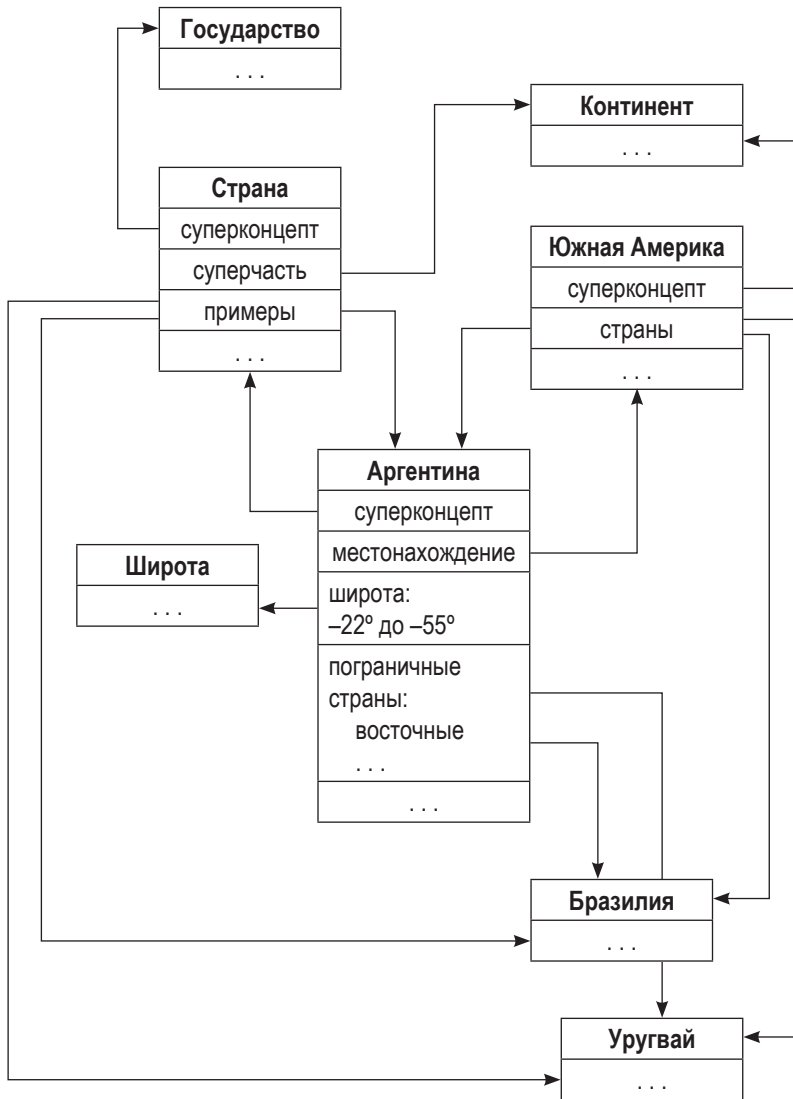 Государство
. . .
Континент
. . .
Страна
суперконцепт
суперчасть
примеры
. . .
Южная Америка
суперконцепт
страны
. . .
Аргентина
суперконцепт
местонахождение
широта:
–22º до –55º
пограничные
страны:
восточные
. . .
. . .
Широта
. . .
Бразилия
. . .
Уругвай
. . .